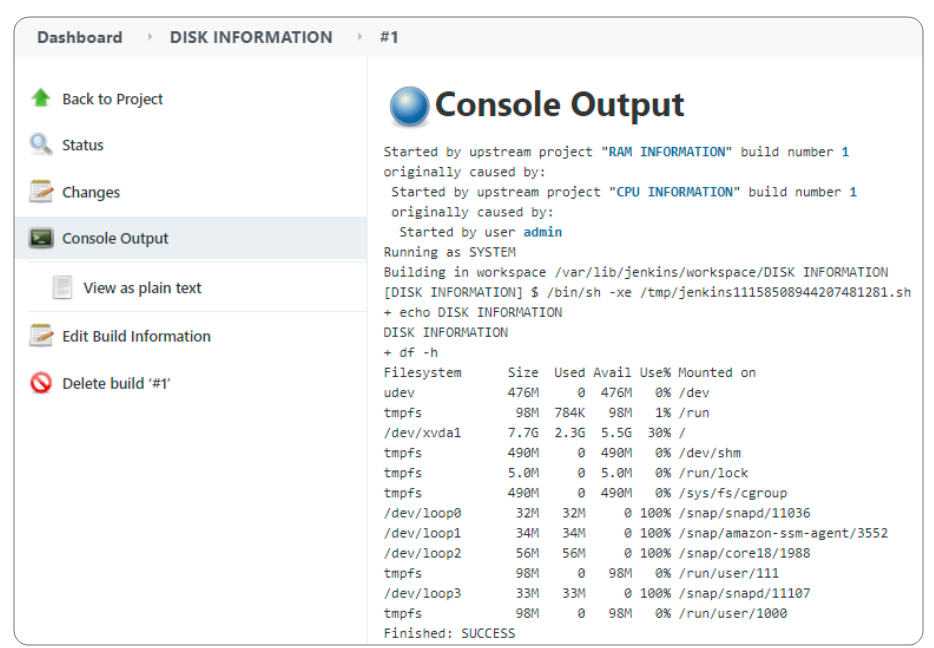 Dashboard DISK INFORMATION #1
Back to Project
Status
Changes
Console Output
View as plain text
Edit Build Information
Delete build '#1'
Console Output
Started by upstream project "RAM INFORMATION" build number 1
originally caused by:
Started by upstream project "CPU INFORMATION" build number 1
originally caused by:
Started by user admin
Running as SYSTEM
Building in workspace /var/lib/jenkins/workspace/DISK INFORMATION
[DISK INFORMATION] $ /bin/sh -xe /tmp/jenkins11158508944207481281.sh
+ echo DISK INFORMATION
DISK INFORMATION
+ df -h
Filesystem Size Used Avail Use% Mounted on
udev 476M 0 476M 0% /dev
tmpfs 98M 784K 98M 1% /run
/dev/xvda1 7.7G 2.3G 5.5G 30% /
tmpfs 490M 0 490M 0% /dev/shm
tmpfs 5.0M 0 5.0M 0% /run/lock
tmpfs 490M 0 490M 0% /sys/fs/cgroup
/dev/loop0 32M 32M 0 100% /snap/snapd/11036
/dev/loop1 34M 34M 0 100% /snap/amazon-ssm-agent/3552
/dev/loop2 56M 56M 0 100% /snap/core18/1988
tmpfs 98M 0 98M 0% /run/user/111
/dev/loop3 33M 33M 0 100% /snap/snapd/11107
tmpfs 98M 0 98M 0% /run/user/1000
Finished: SUCCESS